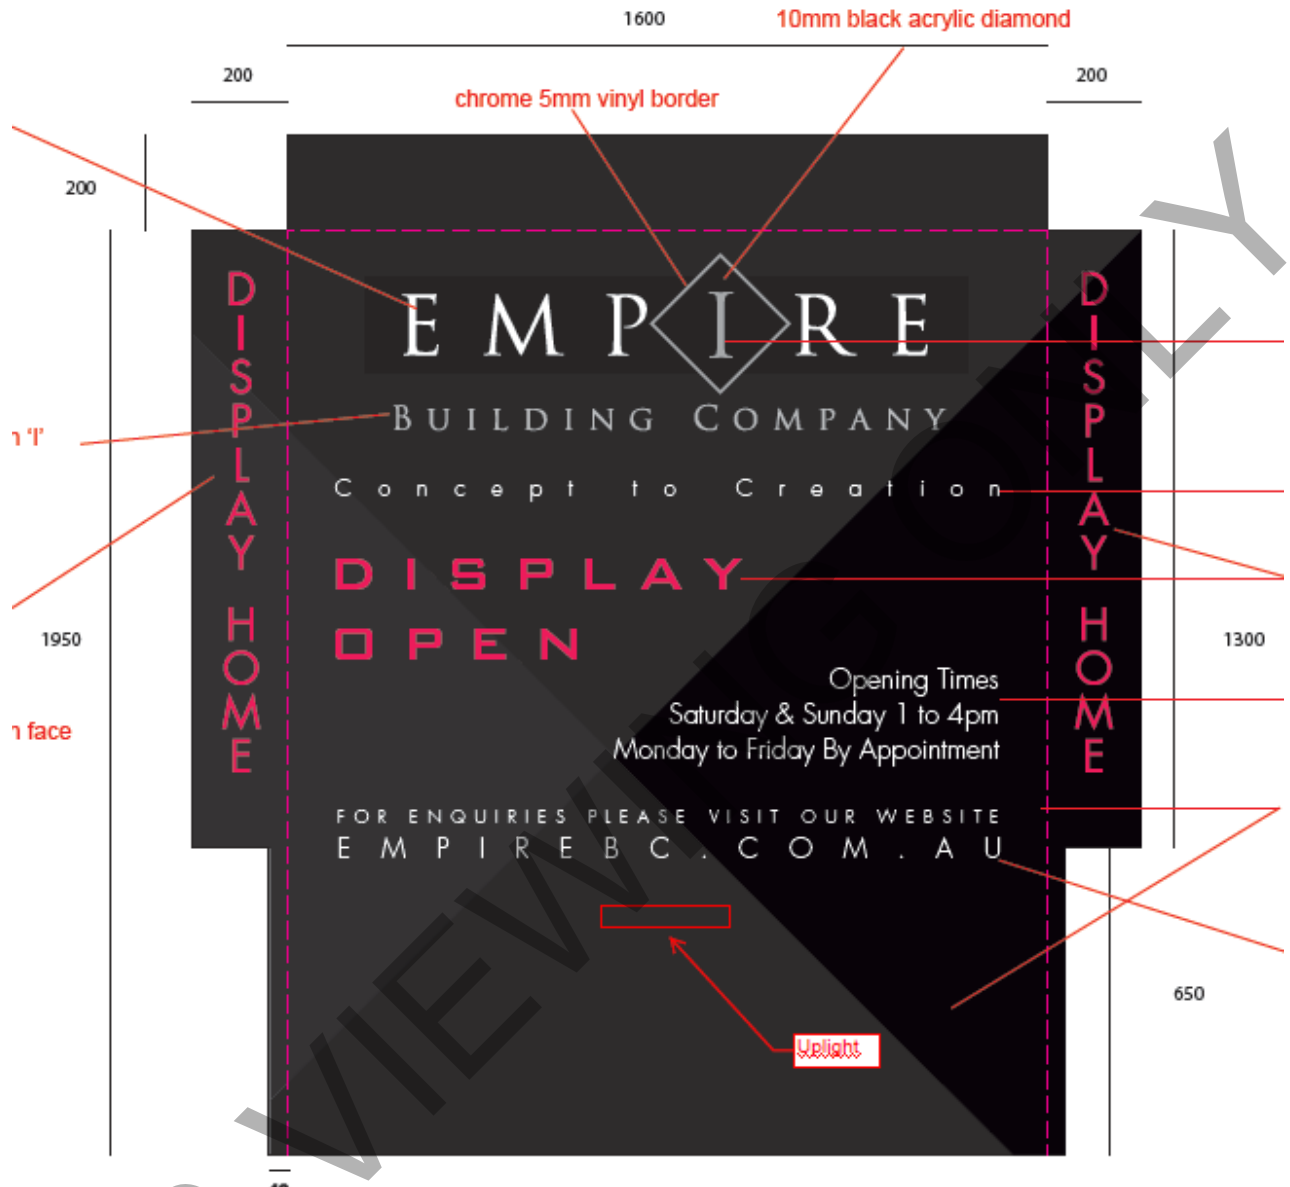 1600
10mm black acrylic diamond
200
200
chrome 5mm vinyl border
200
EMPIRE
BUILDING COMPANY
Concept to Creation
DISPLAY HOME
DISPLAY HOME
DISPLAY
OPEN
Opening Times
Saturday & Sunday 1 to 4pm
Monday to Friday By Appointment
FOR ENQUIRIES PLEASE VISIT OUR WEBSITE
EMPIREBC.COM.AU
'I'
1950
1300
face
650
Uplight
VIEWING ONLY